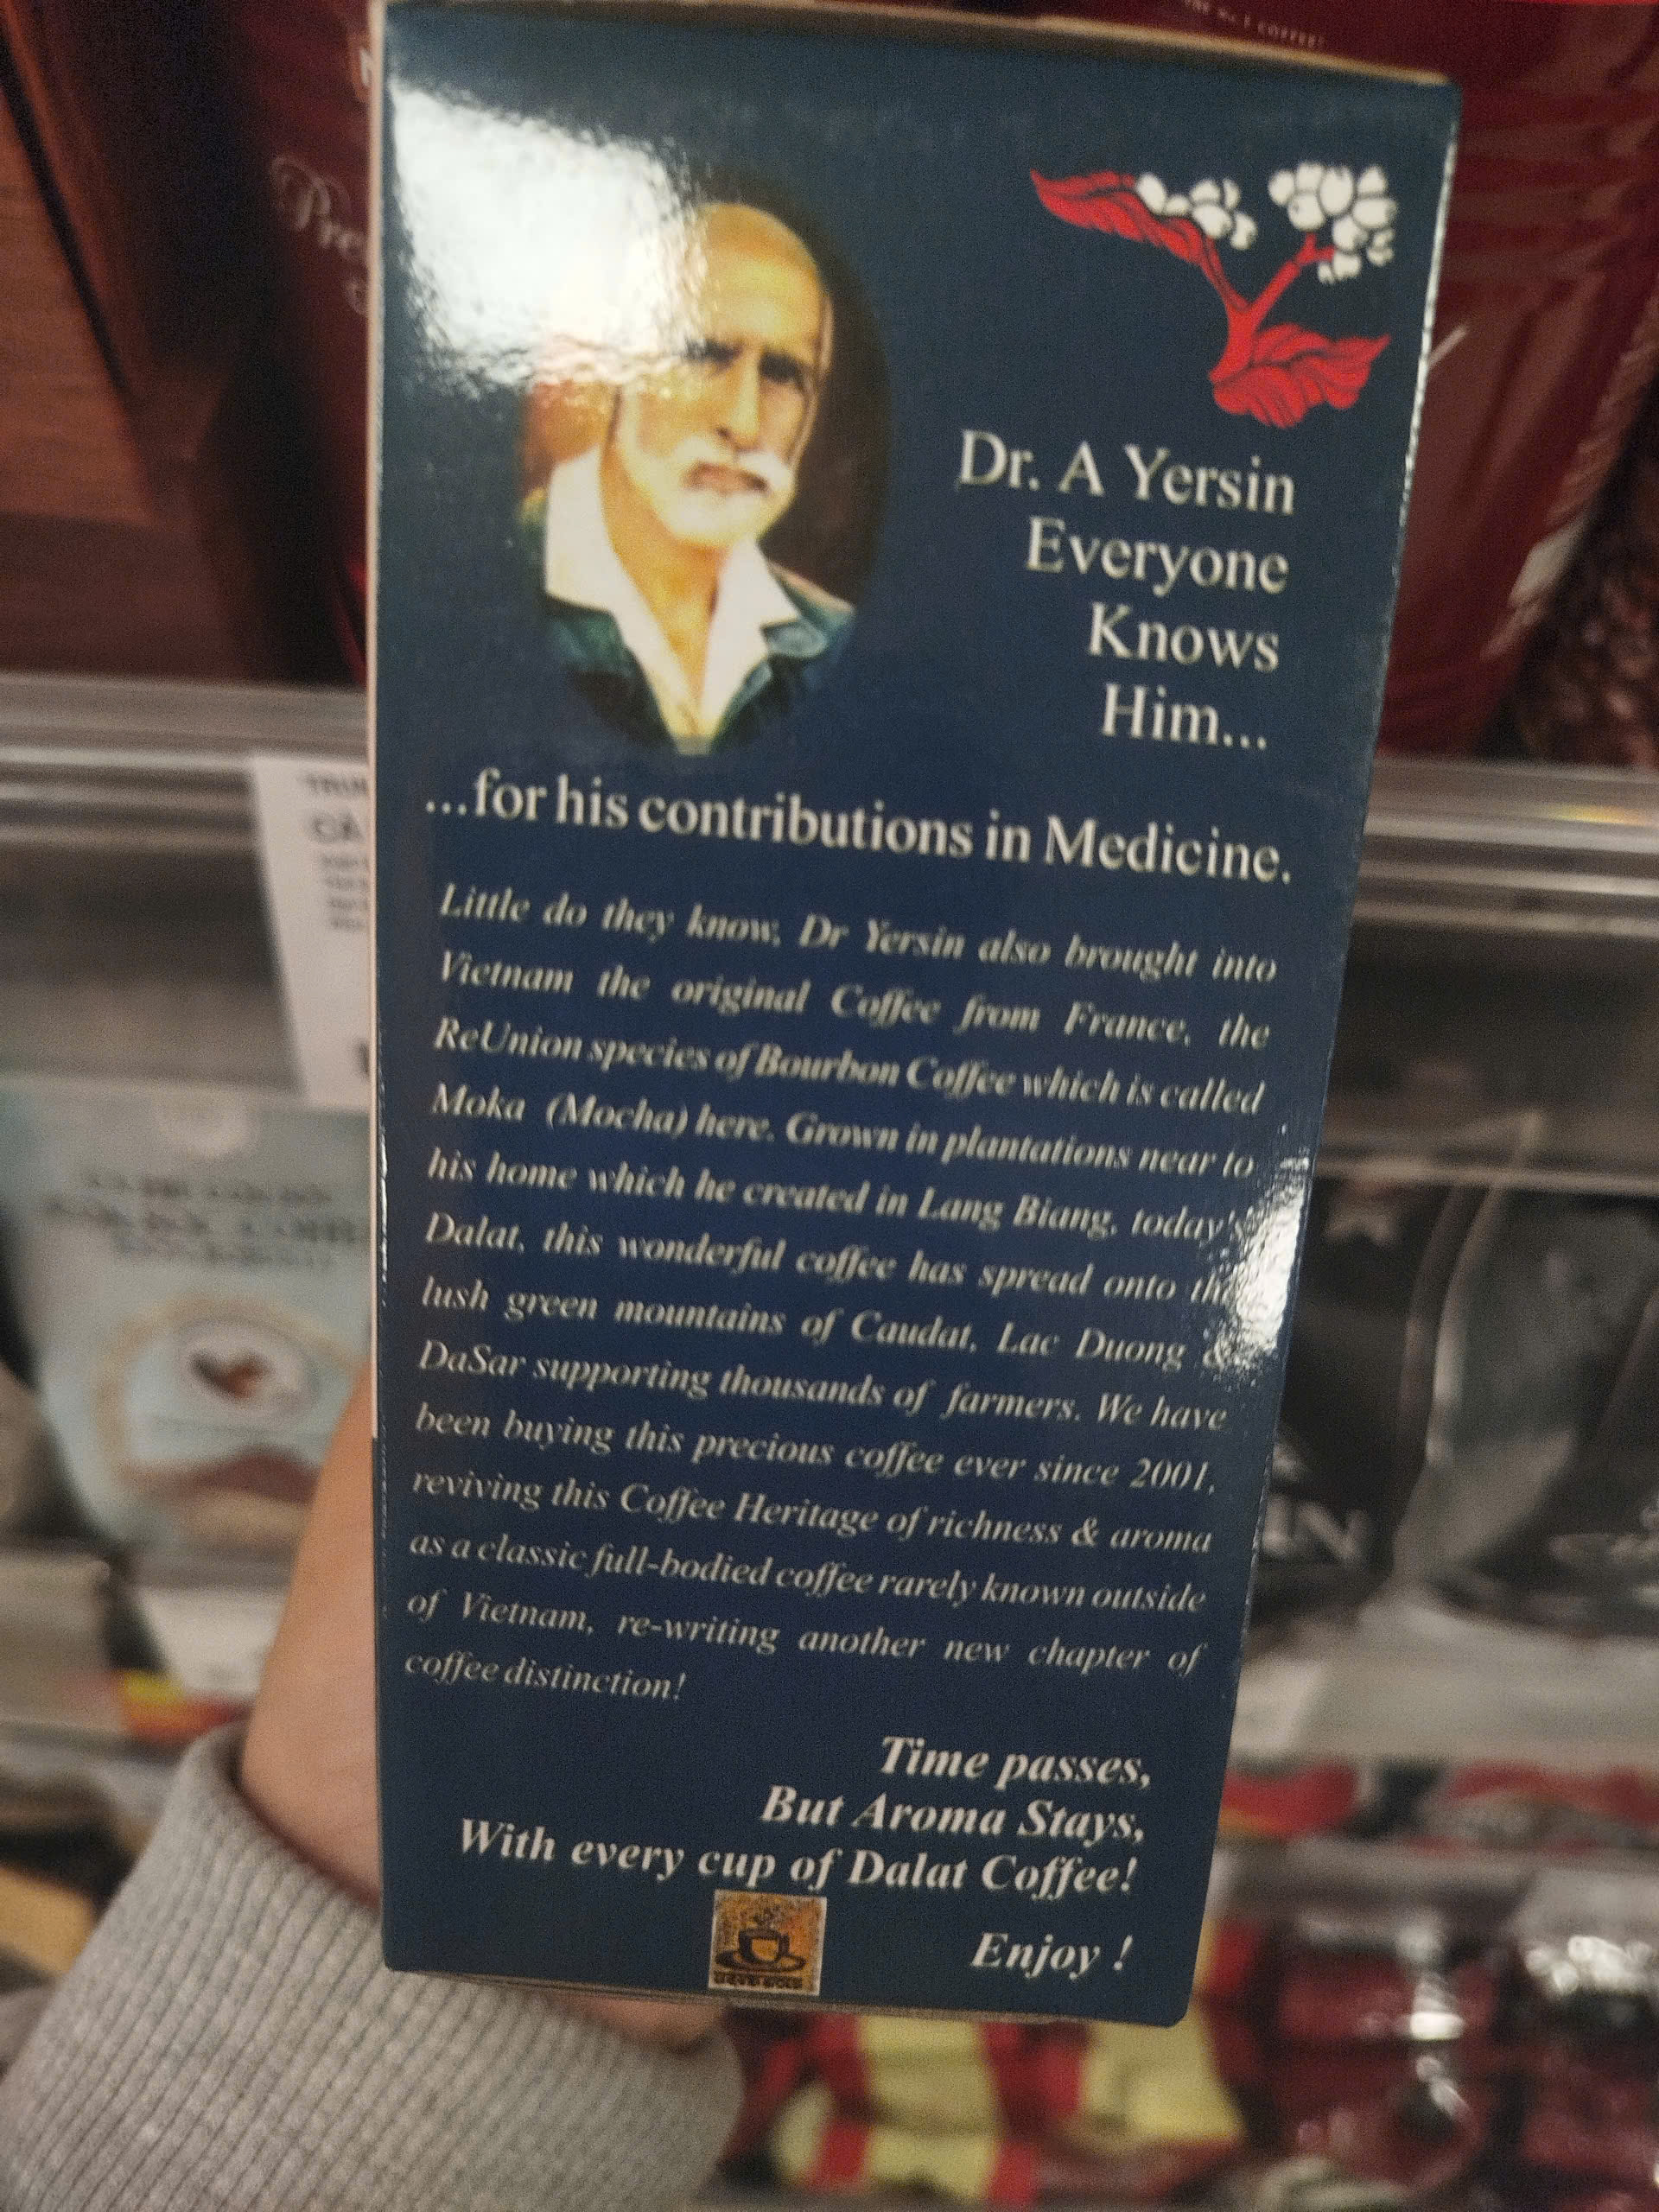 THE No.1 COFFEE!
Pre
Dr. A Yersin
Everyone
Knows
Him...
...for his contributions in Medicine.
Little do they know, Dr Yersin also brought into
Vietnam the original Coffee from France, the
ReUnion species of Bourbon Coffee which is called
Moka (Mocha) here. Grown in plantations near to
his home which he created in Lang Biang, today's
Dalat, this wonderful coffee has spread onto the
lush green mountains of Caudat, Lac Duong &
DaSar supporting thousands of farmers. We have
been buying this precious coffee ever since 2001,
reviving this Coffee Heritage of richness & aroma
as a classic full-bodied coffee rarely known outside
of Vietnam, re-writing another new chapter of
coffee distinction!
Time passes,
But Aroma Stays,
With every cup of Dalat Coffee!
Enjoy !